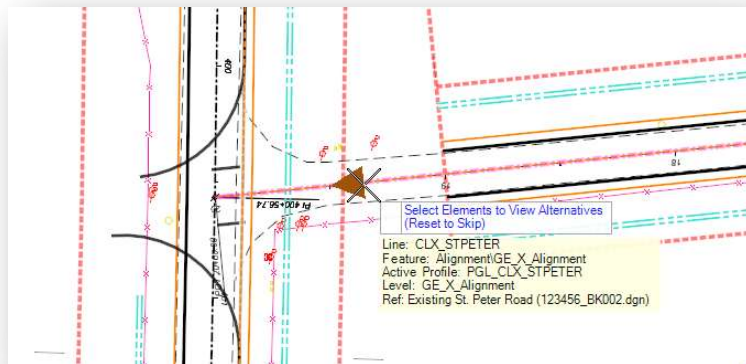 400
18
19
PI 400+56.74
Select Elements to View Alternatives
(Reset to Skip)
Line: CLX_STPETER
Feature: Alignment\GE_X_Alignment
Active Profile: PGL_CLX_STPETER
Level: GE_X_Alignment
Ref: Existing St. Peter Road (123456_BK002.dgn)